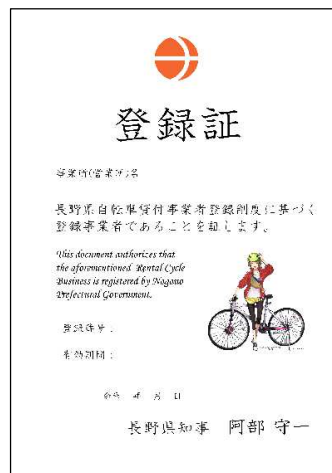 登録証
事業所(営業所)名
長野県自転車貸付事業者登録制度に基づく
登録事業者であることを証します。
This document authorizes that
the aforementioned Rental Cycle
Business is registered by Nagano
Prefectural Government.
登録番号：
有効期間：
令和 年 月 日
長野県知事 阿部 守一